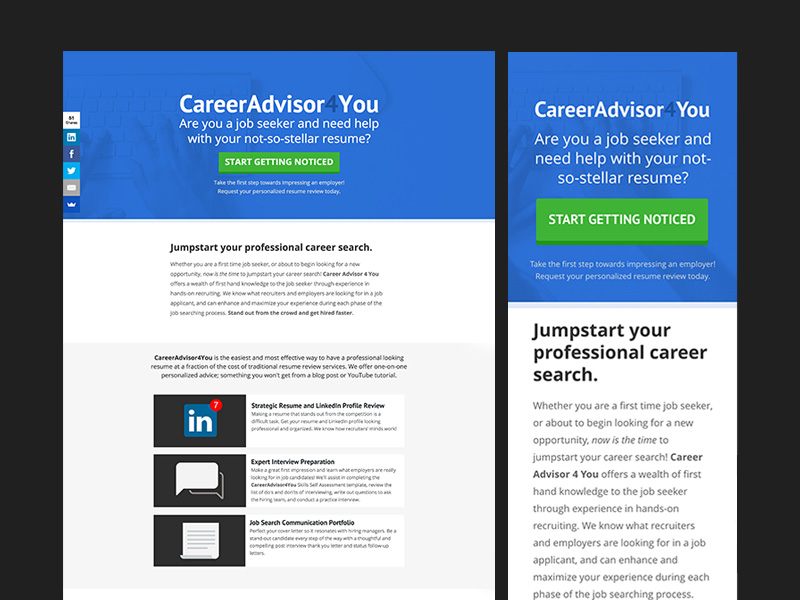 CareerAdvisor4You
Are you a job seeker and need help
with your not-so-stellar resume?
START GETTING NOTICED
Take the first step towards impressing an employer!
Request your personalized resume review today.
51
Shares
in
f
Jumpstart your professional career search.
Whether you are a first time job seeker, or about to begin looking for a new
opportunity, now is the time to jumpstart your career search! Career Advisor 4 You
offers a wealth of first hand knowledge to the job seeker through experience in
hands-on recruiting. We know what recruiters and employers are looking for in a job
applicant, and can enhance and maximize your experience during each phase of the
job searching process. Stand out from the crowd and get hired faster.
CareerAdvisor4You is the easiest and most effective way to have a professional looking
resume at a fraction of the cost of traditional resume review services. We offer one-on-one
personalized advice; something you won't get from a blog post or YouTube tutorial.
in
7
Strategic Resume and LinkedIn Profile Review
Making a resume that stands out from the competition is a
difficult task. Get your resume and LinkedIn profile looking
professional and organized. We know how recruiters' minds work!
Expert Interview Preparation
Make a great first impression and learn what employers are really
looking for in job candidates! We'll assist in completing the
CareerAdvisor4You Skills Self Assessment template, review the
list of do's and don'ts of interviewing, write out questions to ask
the hiring team, and conduct a practice interview.
Job Search Communication Portfolio
Perfect your cover letter so it resonates with hiring managers. Be a
stand-out candidate every step of the way with a thoughtful and
compelling post interview thank you letter and status follow-up
letters.
CareerAdvisor4You
Are you a job seeker and
need help with your not-
so-stellar resume?
START GETTING NOTICED
Take the first step towards impressing an employer!
Request your personalized resume review today.
Jumpstart your
professional career
search.
Whether you are a first time job seeker,
or about to begin looking for a new
opportunity, now is the time to
jumpstart your career search! Career
Advisor 4 You offers a wealth of first
hand knowledge to the job seeker
through experience in hands-on
recruiting. We know what recruiters
and employers are looking for in a job
applicant, and can enhance and
maximize your experience during each
phase of the job searching process.